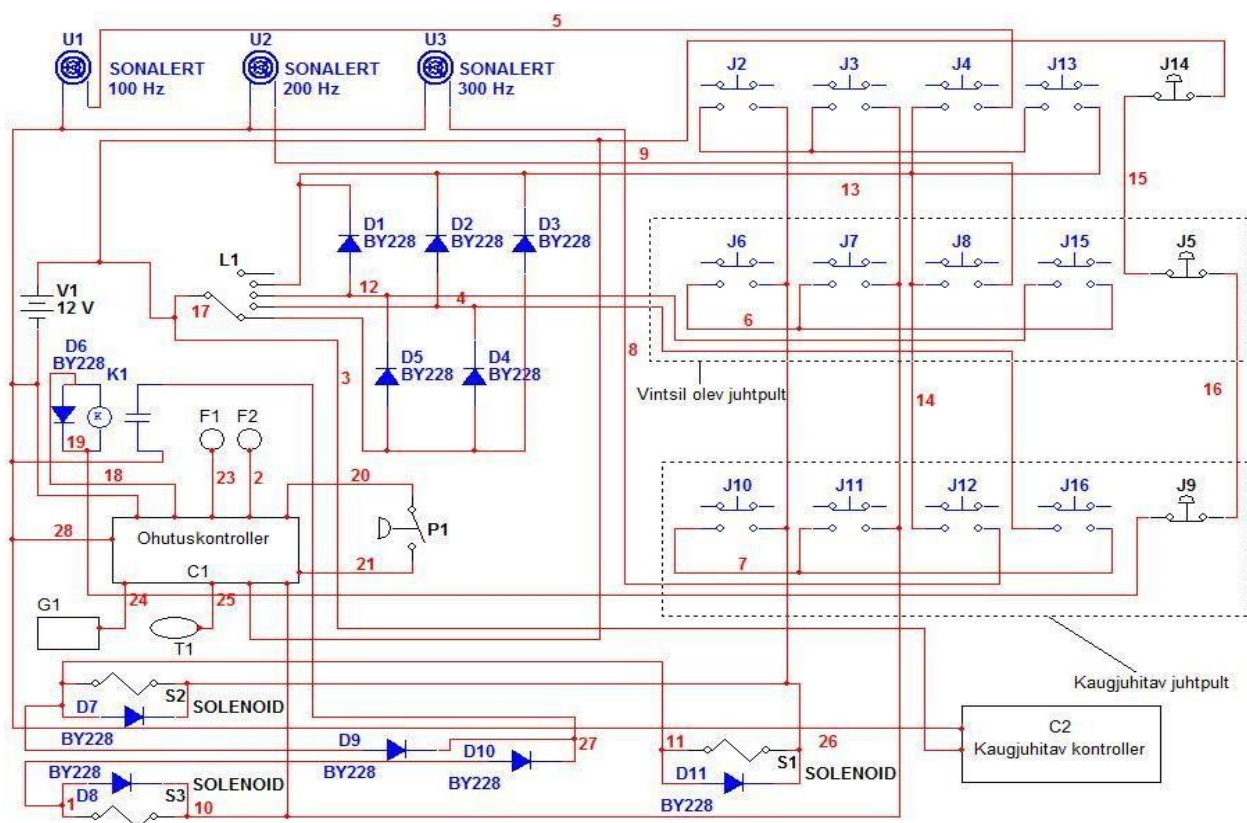 U1
SONALERT
100 Hz
U2
SONALERT
200 Hz
U3
SONALERT
300 Hz
5
J2
J3
J4
J13
J14
9
13
15
D1
BY228
D2
BY228
D3
BY228
L1
V1
12 V
17
12
4
J6
J7
J8
J15
J5
6
8
D6
BY228
K1
K
D5
BY228
D4
BY228
3
Vintsil olev juhtpult
14
16
F1
F2
19
18
23
2
20
J10
J11
J12
J16
J9
28
Ohutuskontroller
C1
P1
21
7
24
25
G1
T1
S2
SOLENOID
D7
BY228
Kaugjuhitav juhtpult
D9
BY228
D10
BY228
27
11
26
S1
SOLENOID
D11
BY228
C2
Kaugjuhitav kontroller
BY228
D8
S3
SOLENOID
1
10